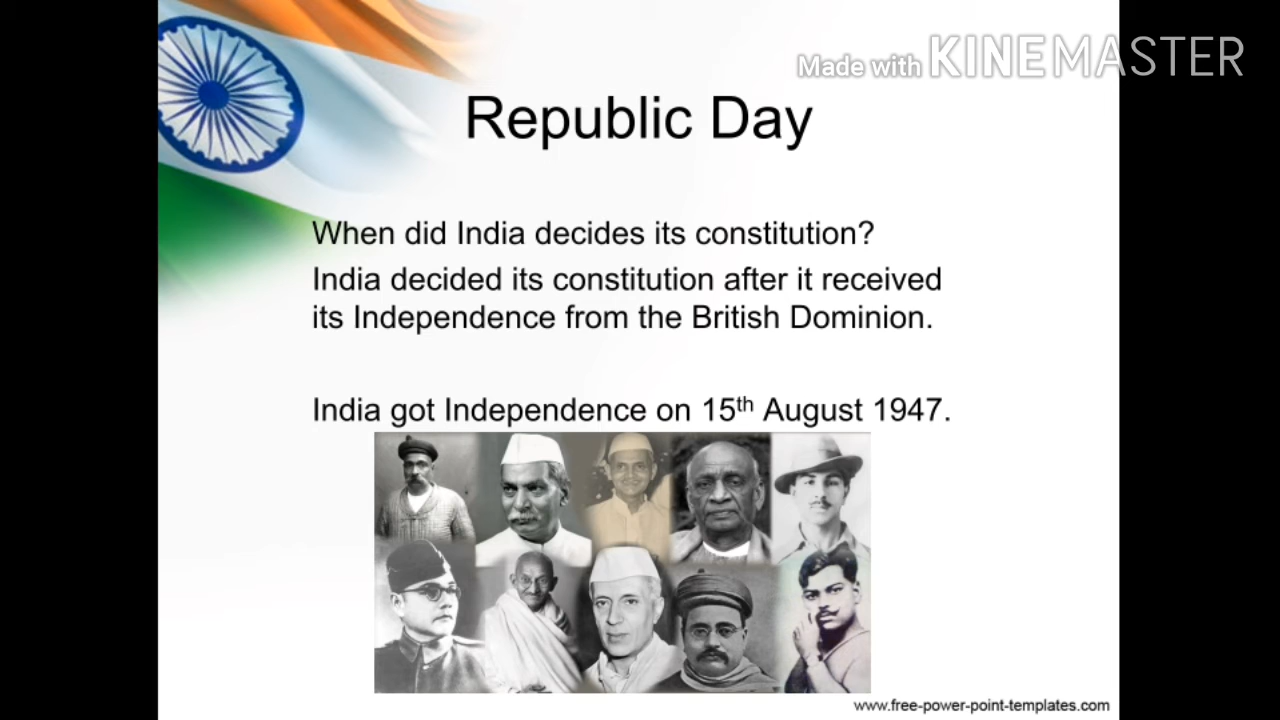 Made with KINEMASTER
Republic Day
When did India decides its constitution?
India decided its constitution after it received
its Independence from the British Dominion.
India got Independence on 15th August 1947.
www.free-power-point-templates.com